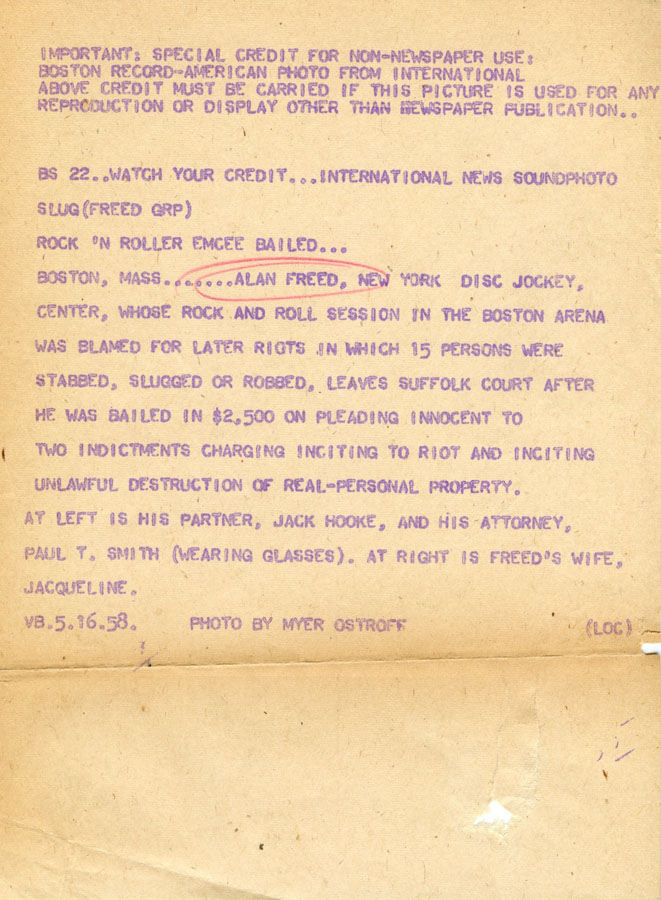 IMPORTANT: SPECIAL CREDIT FOR NON-NEWSPAPER USE:
BOSTON RECORD-AMERICAN PHOTO FROM INTERNATIONAL
ABOVE CREDIT MUST BE CARRIED IF THIS PICTURE IS USED FOR ANY
REPRODUCTION OR DISPLAY OTHER THAN NEWSPAPER PUBLICATION..
BS 22..WATCH YOUR CREDIT...INTERNATIONAL NEWS SOUNDPHOTO
SLUG(FREED GRP)
ROCK 'N ROLLER EMCEE BAILED...
BOSTON, MASS.......ALAN FREED, NEW YORK DISC JOCKEY,
CENTER, WHOSE ROCK AND ROLL SESSION IN THE BOSTON ARENA
WAS BLAMED FOR LATER RIOTS IN WHICH 15 PERSONS WERE
STABBED, SLUGGED OR ROBBED, LEAVES SUFFOLK COURT AFTER
HE WAS BAILED IN $2,500 ON PLEADING INNOCENT TO
TWO INDICTMENTS CHARGING INCITING TO RIOT AND INCITING
UNLAWFUL DESTRUCTION OF REAL-PERSONAL PROPERTY.
AT LEFT IS HIS PARTNER, JACK HOOKE, AND HIS ATTORNEY,
PAUL T. SMITH (WEARING GLASSES). AT RIGHT IS FREED'S WIFE,
JACQUELINE.
VB.5.16.58. PHOTO BY MYER OSTROFF (LOC)